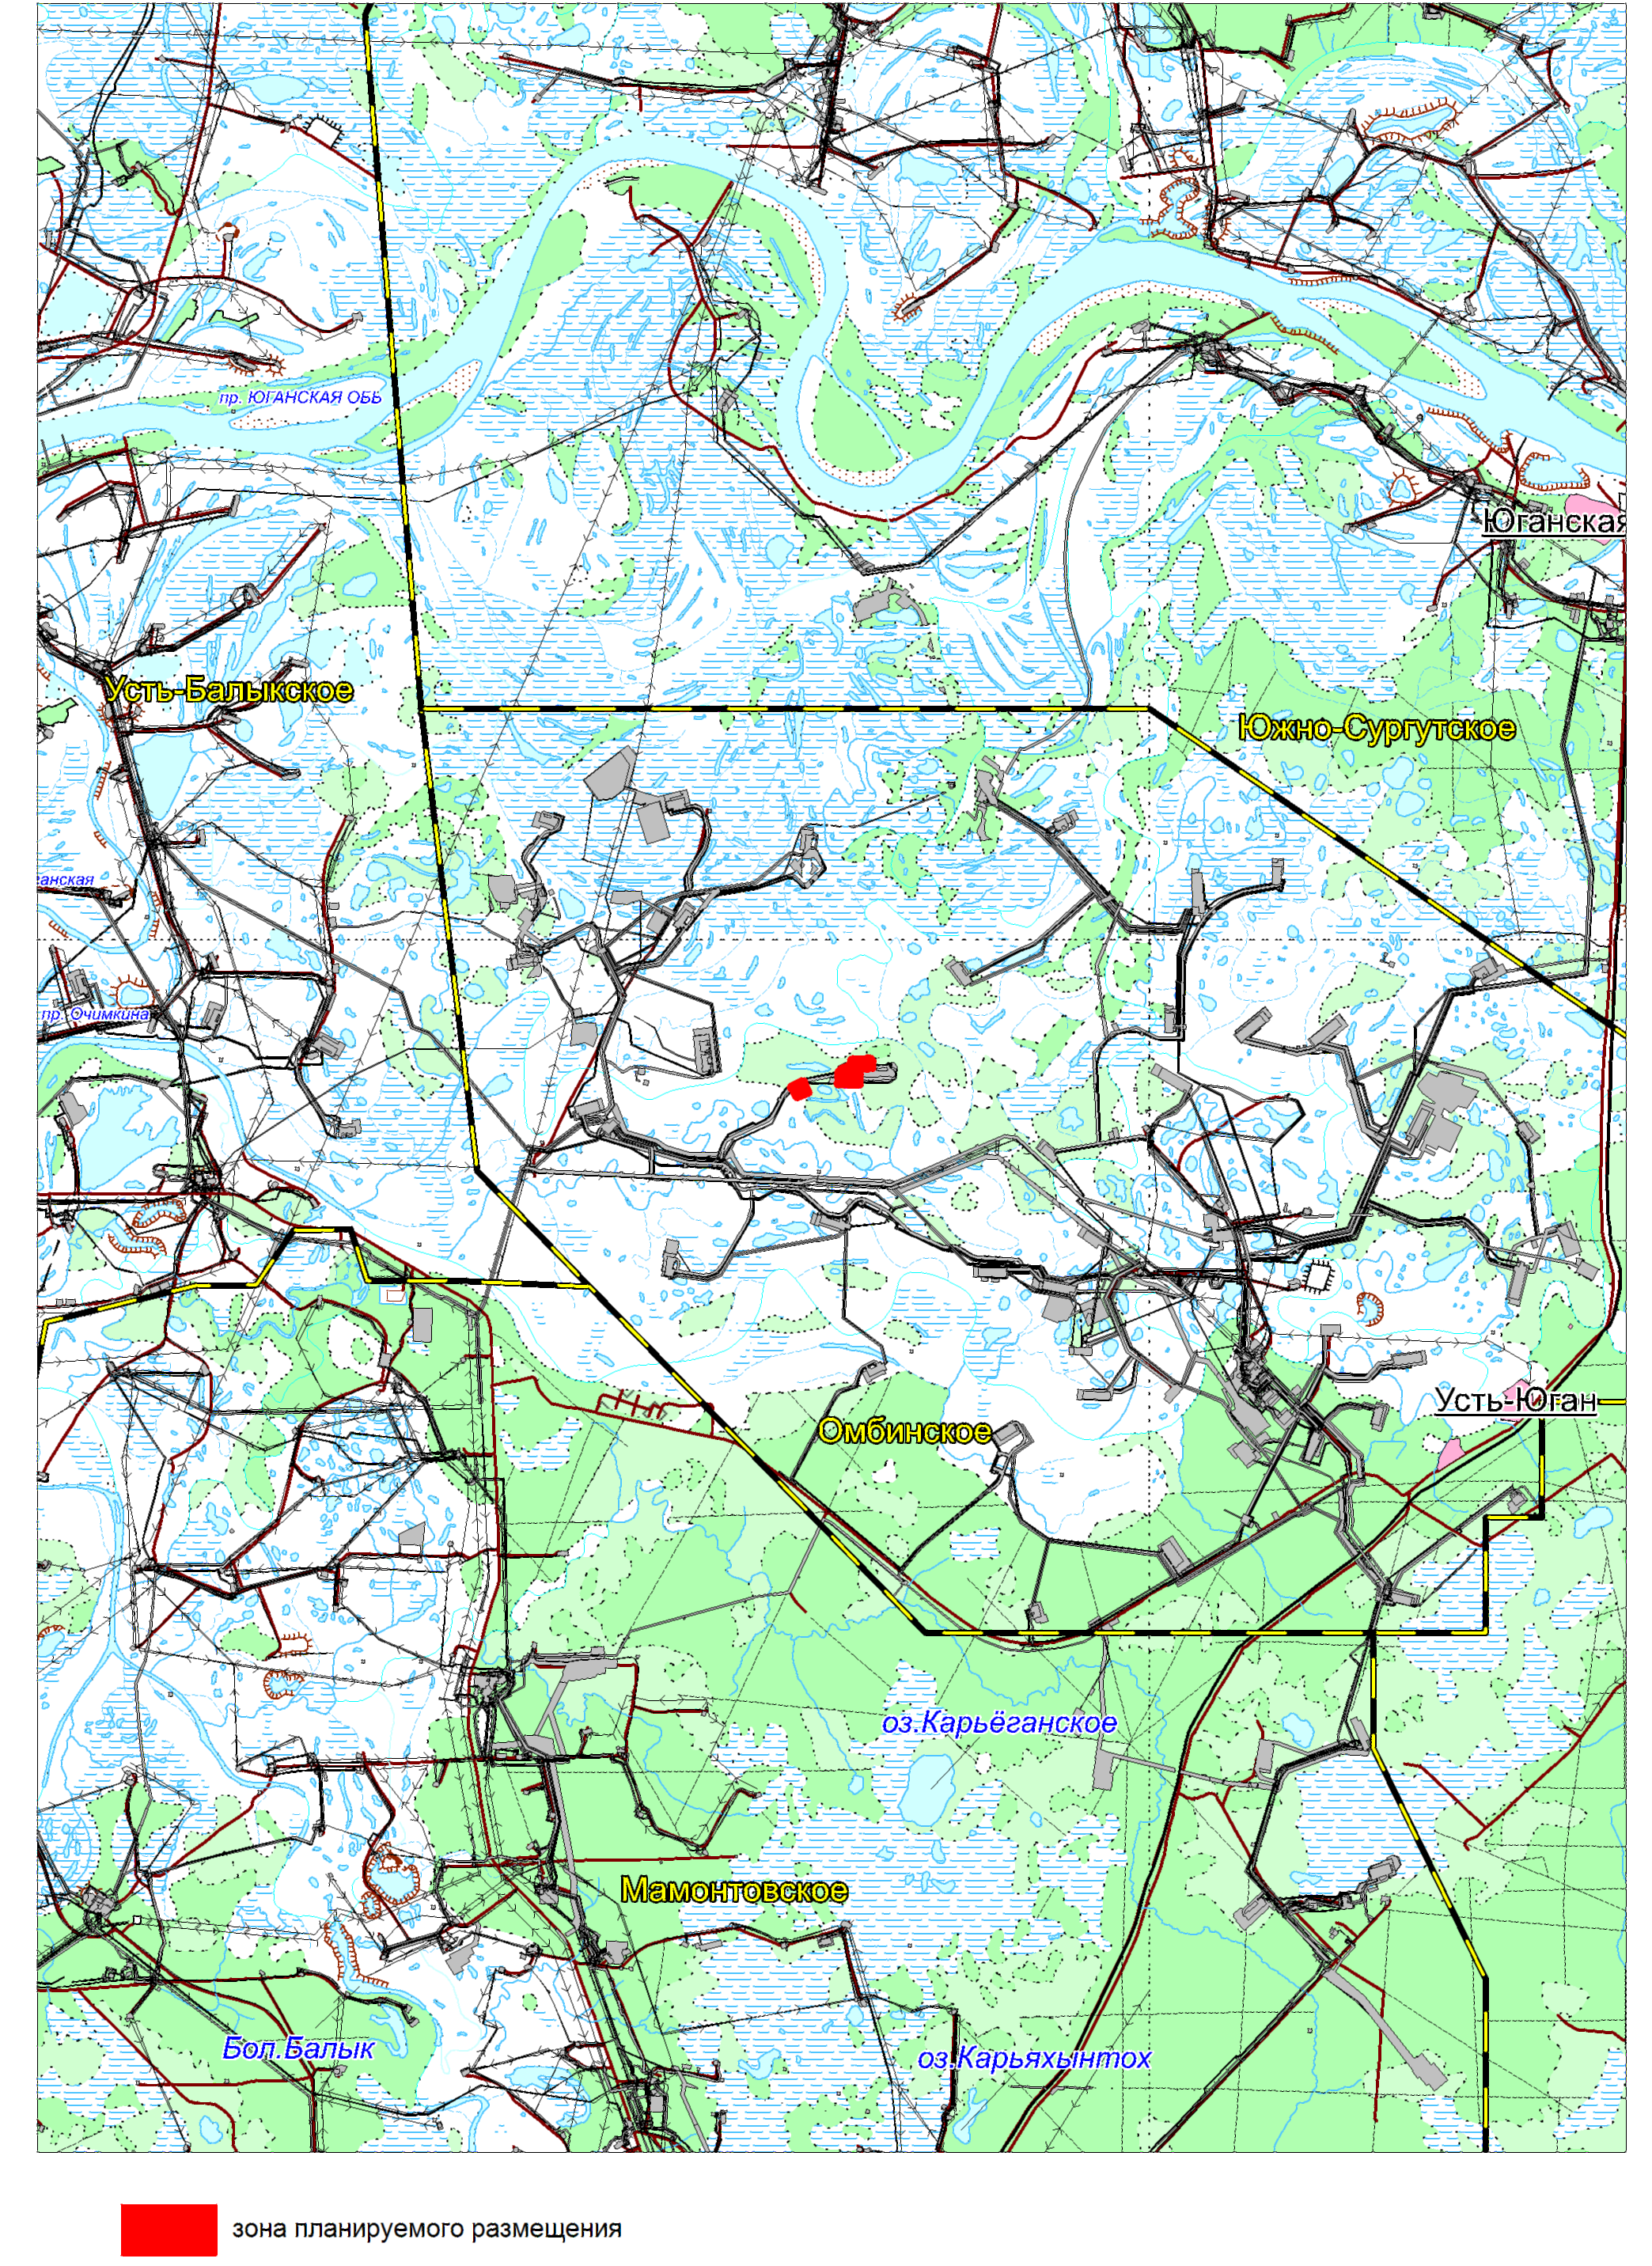 пр. ЮГАНСКАЯ ОБЬ
Юганская
Усть-Балыкское
Южно-Сургутское
ганская
пр. Очимкина
Усть-Юган
Омбинское
оз.Карьёганское
Мамонтовское
Бол.Балык
оз.Карьяхынтох
зона планируемого размещения